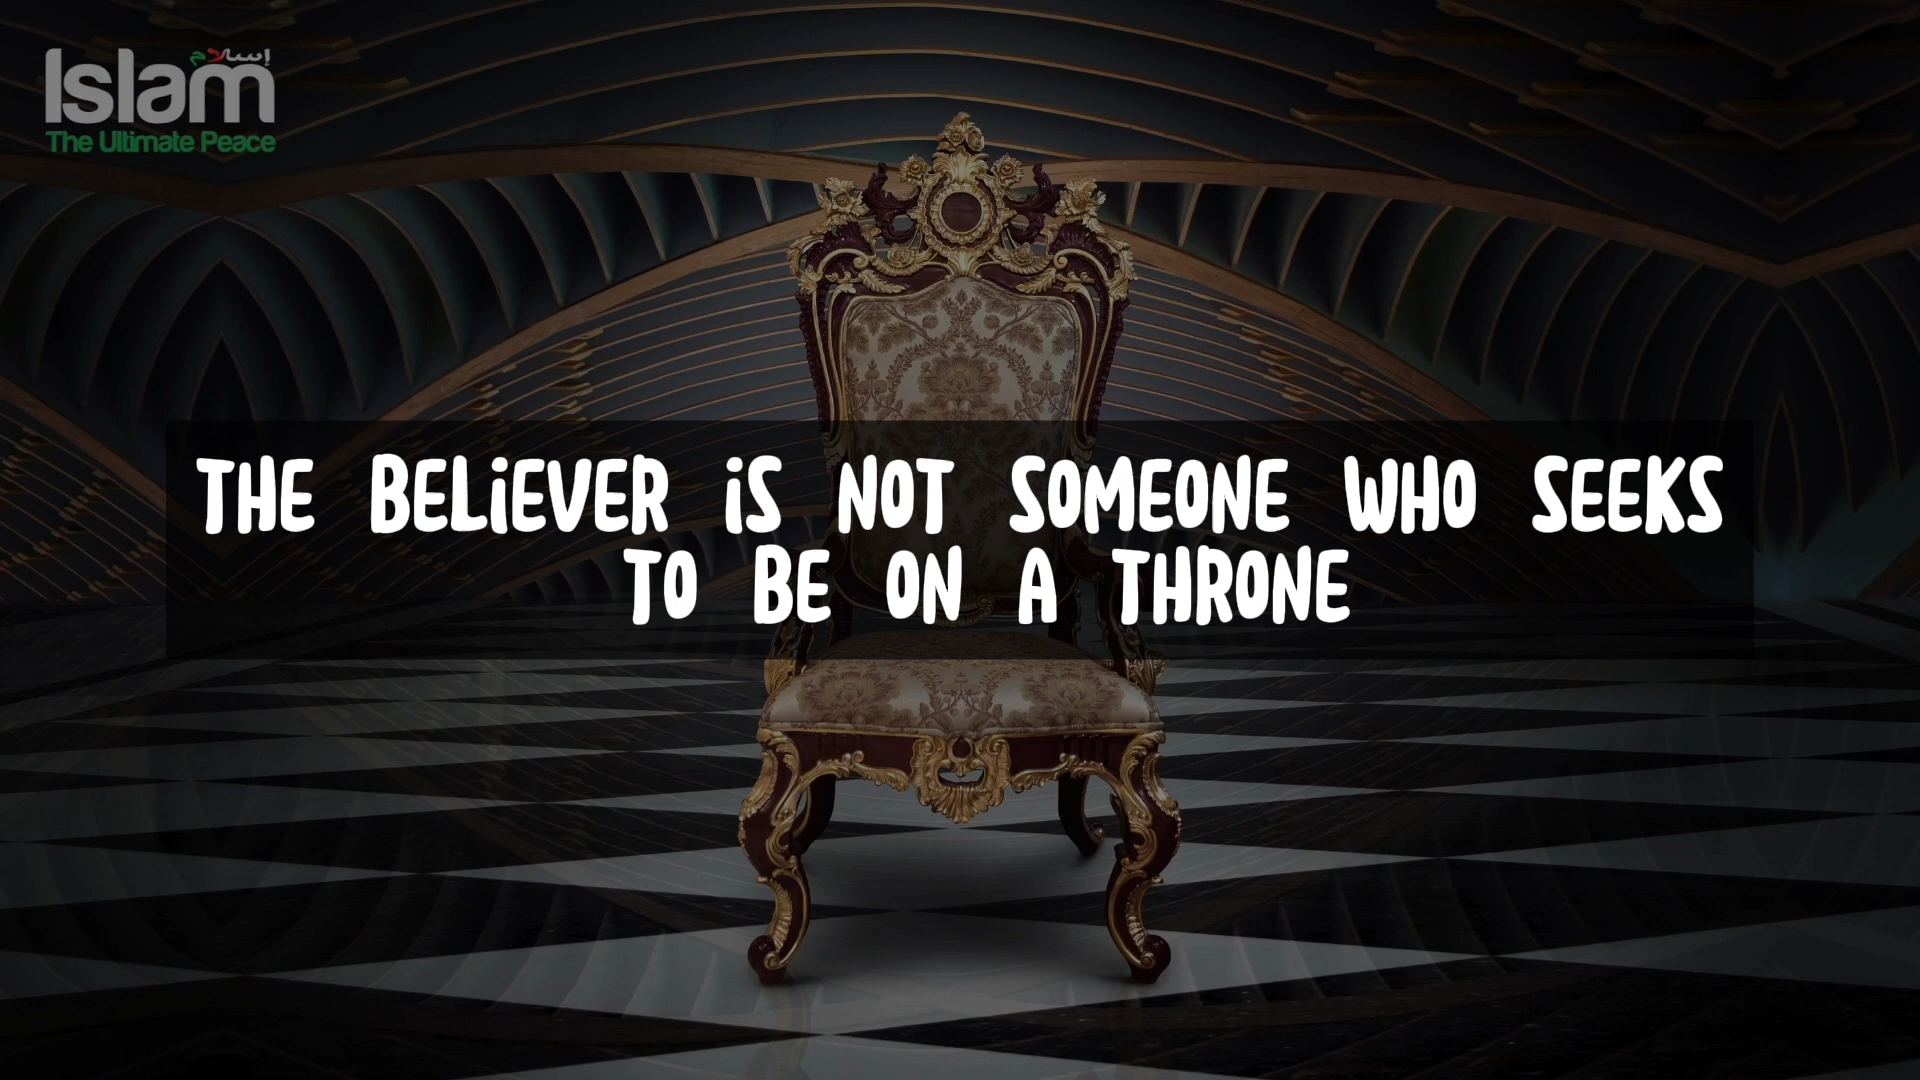 إسلام
Islam
The Ultimate Peace
THE BELIEVER IS NOT SOMEONE WHO SEEKS
TO BE ON A THRONE